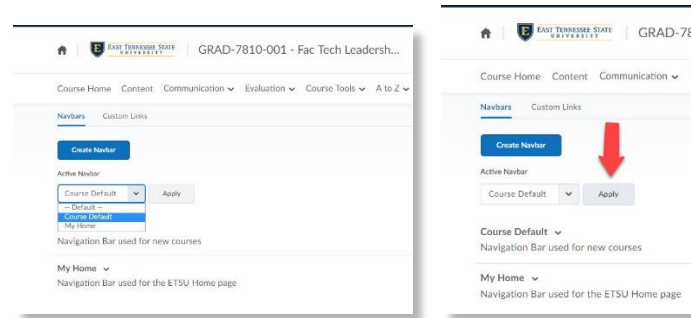 EAST TENNESSEE STATE
UNIVERSITY
GRAD-7810-001 - Fac Tech Leadersh...
Course Home Content Communication Evaluation Course Tools A to Z
Navbars Custom Links
Create Navbar
Active Navbar
Course Default Apply
-- Default --
Course Default
My Home
Navigation Bar used for new courses
My Home
Navigation Bar used for the ETSU Home page
EAST TENNESSEE STATE
UNIVERSITY
GRAD-78
Course Home Content Communication
Navbars Custom Links
Create Navbar
Active Navbar
Course Default Apply
Course Default
Navigation Bar used for new courses
My Home
Navigation Bar used for the ETSU Home page